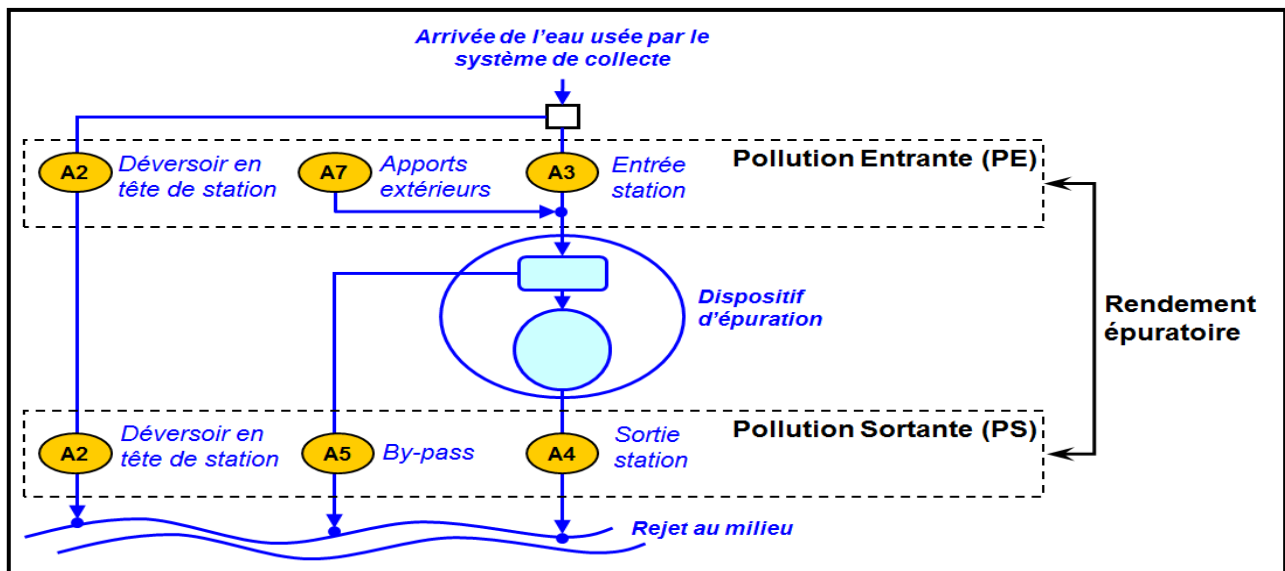 Arrivée de l'eau usée par le
système de collecte
Pollution Entrante (PE)
A2
Déversoir en
tête de station
A7
Apports
extérieurs
A3
Entrée
station
Dispositif
d'épuration
Rendement
épuratoire
Pollution Sortante (PS)
A2
Déversoir en
tête de station
A5
By-pass
A4
Sortie
station
Rejet au milieu